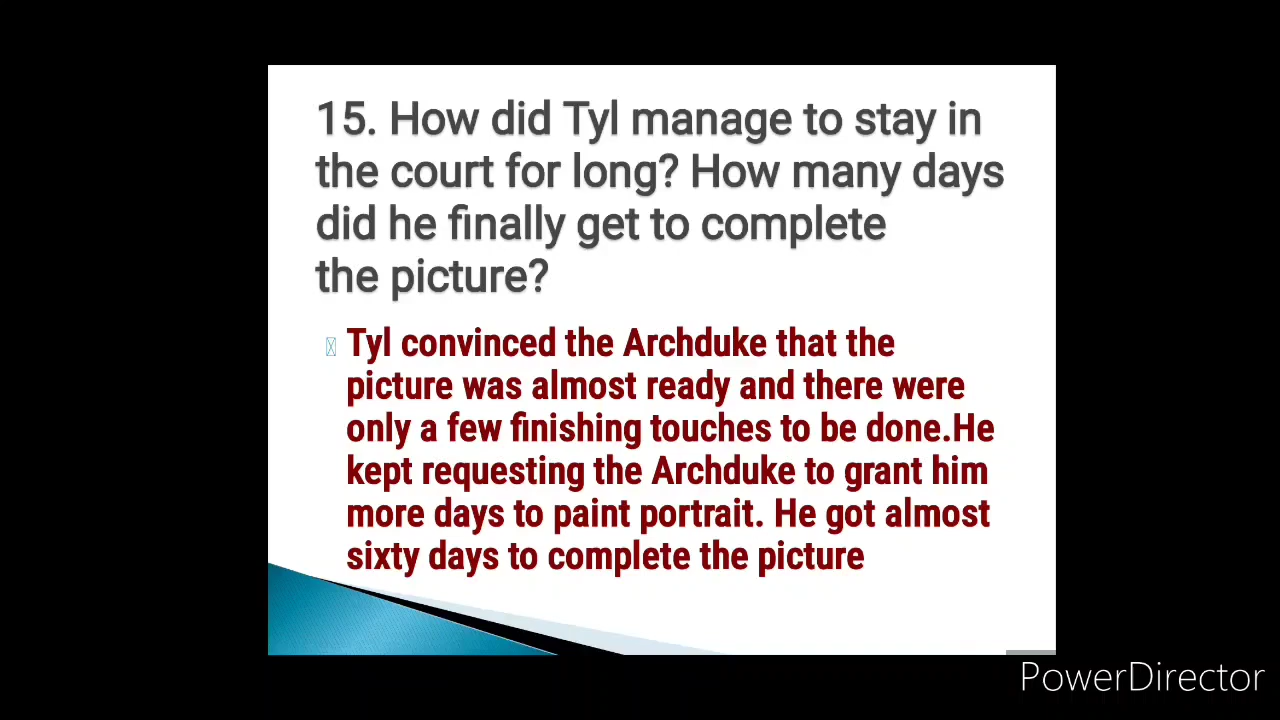 15. How did Tyl manage to stay in
the court for long? How many days
did he finally get to complete
the picture?
Tyl convinced the Archduke that the
picture was almost ready and there were
only a few finishing touches to be done.He
kept requesting the Archduke to grant him
more days to paint portrait. He got almost
sixty days to complete the picture
PowerDirector